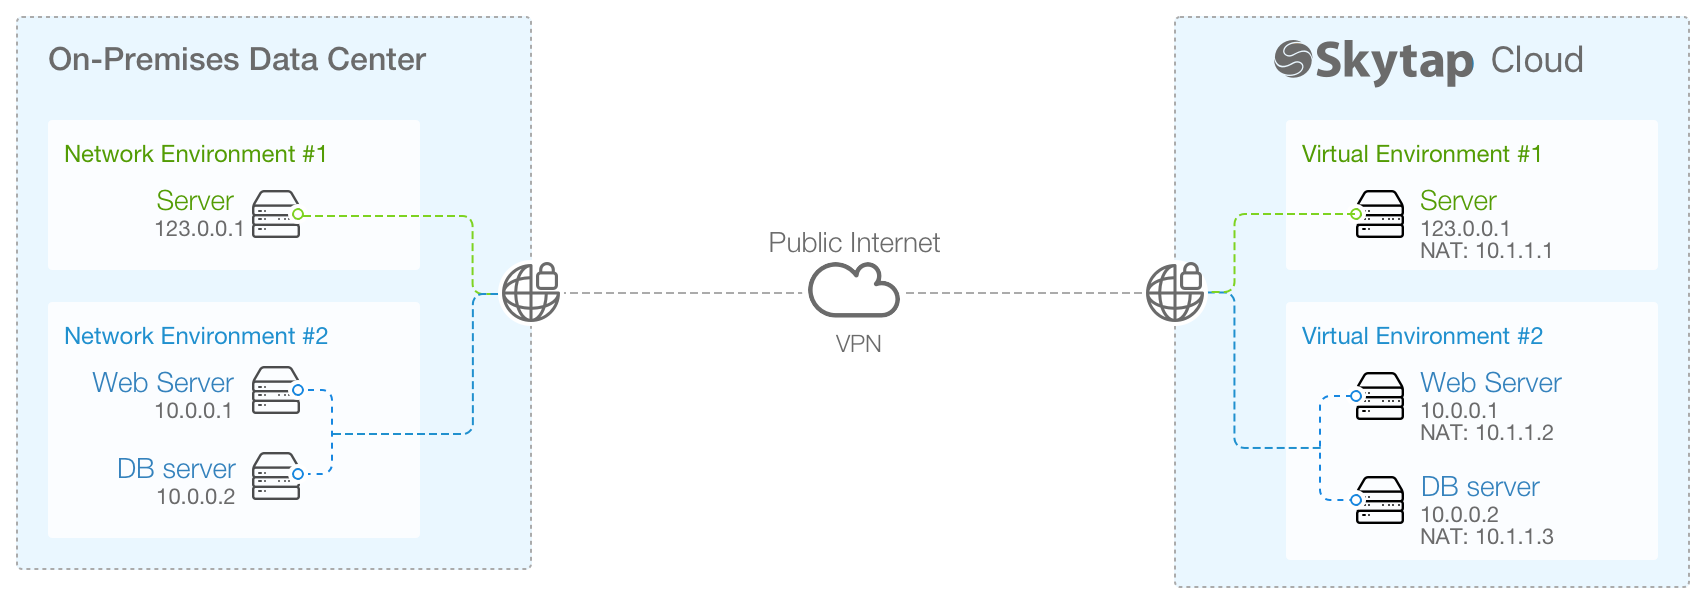 On-Premises Data Center
Network Environment #1
Server
123.0.0.1
Network Environment #2
Web Server
10.0.0.1
DB server
10.0.0.2
Public Internet
VPN
Skytap Cloud
Virtual Environment #1
Server
123.0.0.1
NAT: 10.1.1.1
Virtual Environment #2
Web Server
10.0.0.1
NAT: 10.1.1.2
DB server
10.0.0.2
NAT: 10.1.1.3